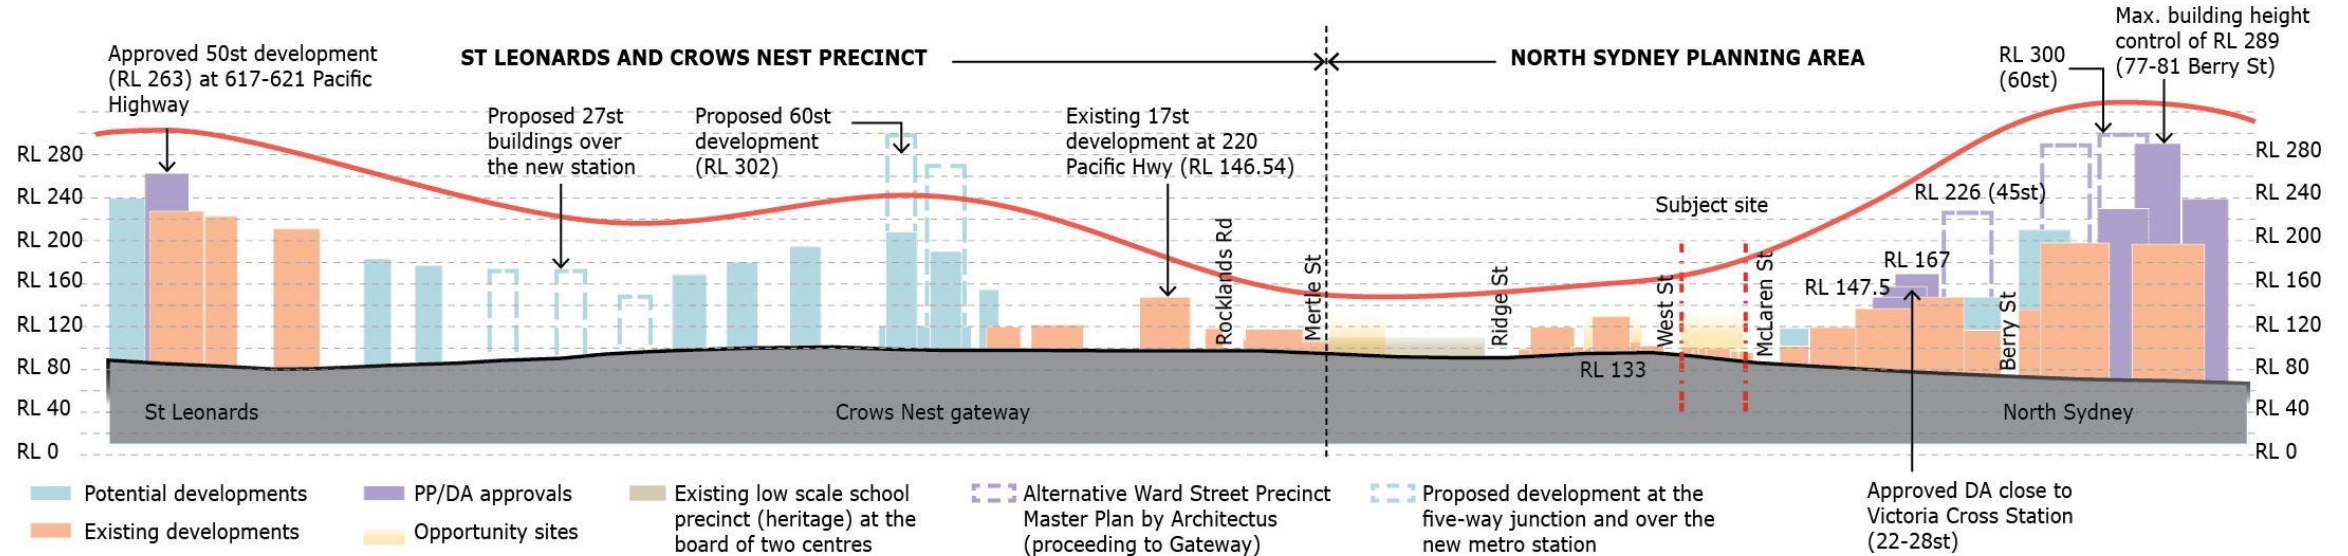 Approved 50st development
(RL 263) at 617-621 Pacific
Highway
ST LEONARDS AND CROWS NEST PRECINCT
NORTH SYDNEY PLANNING AREA
Max. building height
control of RL 289
(77-81 Berry St)
RL 300
(60st)
Proposed 27st
buildings over
the new station
Proposed 60st
development
(RL 302)
Existing 17st
development at 220
Pacific Hwy (RL 146.54)
Subject site
RL 226 (45st)
RL 167
RL 147.5
RL 133
RL 280
RL 240
RL 200
RL 160
RL 120
RL 80
RL 40
RL 0
Rocklands Rd
Mertle St
Ridge St
West St
McLaren St
Berry St
RL 280
RL 240
RL 200
RL 160
RL 120
RL 80
RL 40
RL 0
St Leonards
Crows Nest gateway
North Sydney
Potential developments
Existing developments
PP/DA approvals
Opportunity sites
Existing low scale school
precinct (heritage) at the
board of two centres
Alternative Ward Street Precinct
Master Plan by Architectus
(proceeding to Gateway)
Proposed development at the
five-way junction and over the
new metro station
Approved DA close to
Victoria Cross Station
(22-28st)